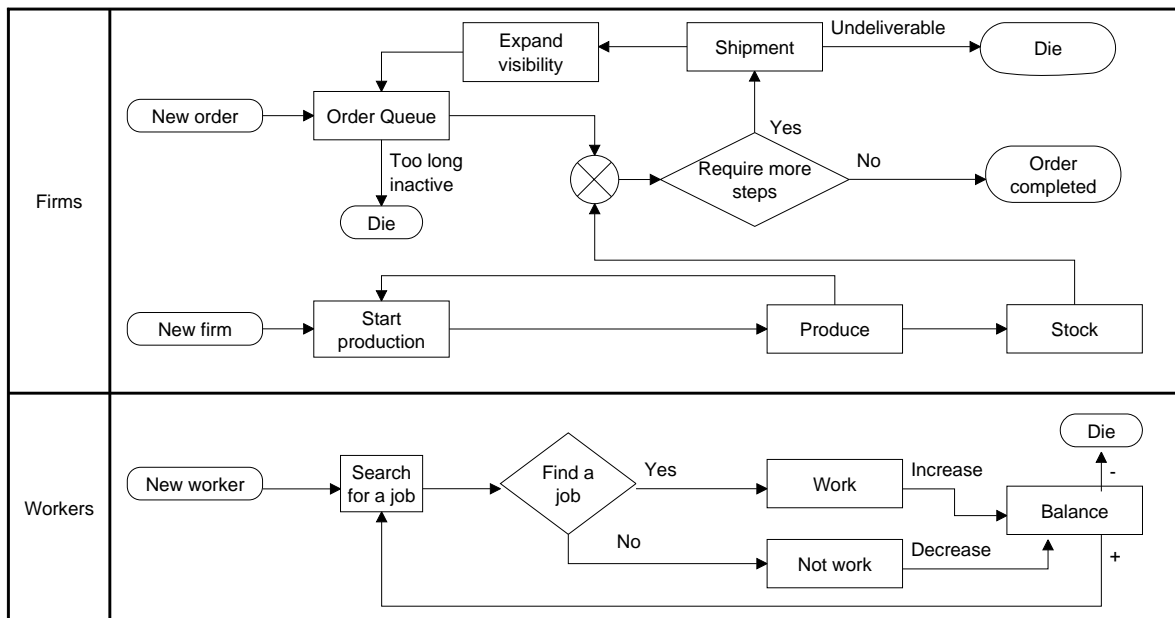 Firms
Expand
visibility
Shipment
Undeliverable
Die
New order
Order Queue
Yes
Too long
inactive
Require more
steps
No
Order
completed
Die
New firm
Start
production
Produce
Stock
Workers
Die
New worker
Search
for a job
Find a
job
Yes
Work
Increase
-
Balance
No
Not work
Decrease
+